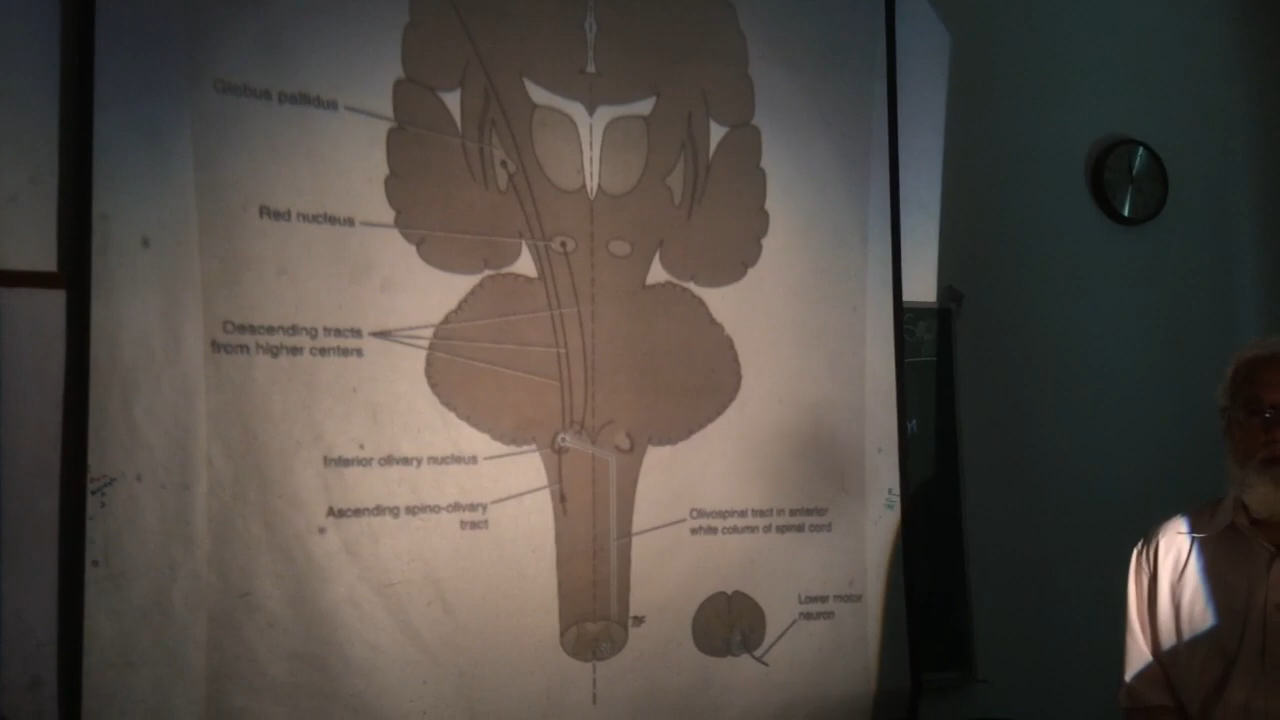 Globus pallidus
Red nucleus
Descending tracts
from higher centers
Inferior olivary nucleus
Ascending spino-olivary
tract
Olivospinal tract in anterior
white column of spinal cord
Lower motor
neuron